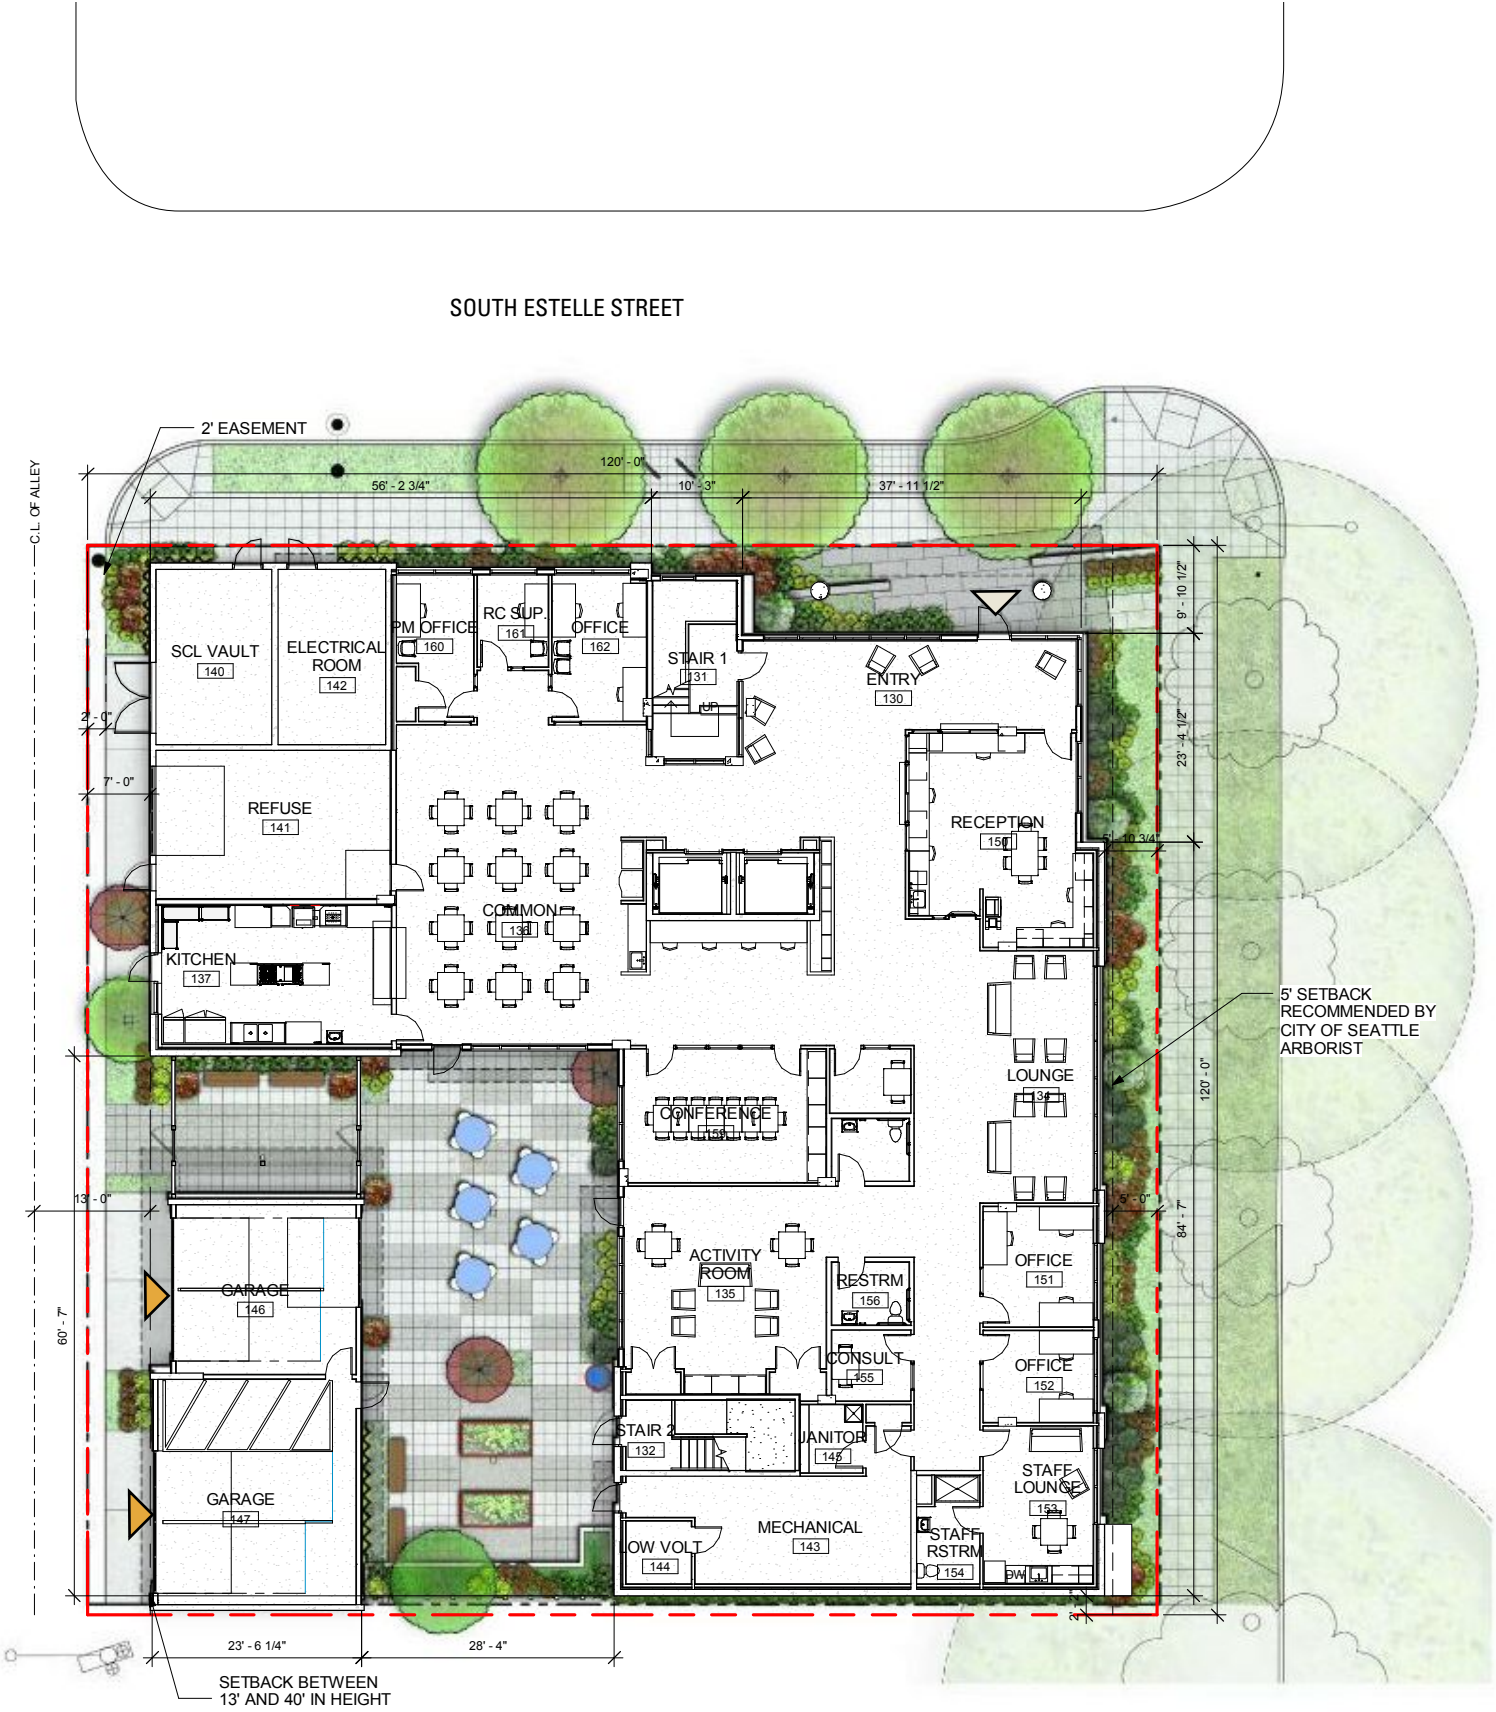 SOUTH ESTELLE STREET
2' EASEMENT
C.L. OF ALLEY
120' - 0"
56' - 2 3/4"
10' - 3"
37' - 11 1/2"
9' - 10 1/2"
SCL VAULT
140
ELECTRICAL
ROOM
142
PM OFFICE
160
RC SUP.
161
OFFICE
162
STAIR 1
131
UP
ENTRY
130
2' - 0"
23' - 4 1/2"
7' - 0"
REFUSE
141
RECEPTION
150
5' - 10 3/4"
COMMON
136
KITCHEN
137
5' SETBACK
RECOMMENDED BY
CITY OF SEATTLE
ARBORIST
LOUNGE
134
120' - 0"
CONFERENCE
159
13' - 0"
5' - 0"
84' - 7"
ACTIVITY
ROOM
135
RESTRM
156
OFFICE
151
GARAGE
146
60' - 7"
CONSULT
155
OFFICE
152
STAIR 2
132
JANITOR
145
STAFF
LOUNGE
153
GARAGE
147
MECHANICAL
143
LOW VOLT
144
STAFF
RSTRM
154
DW
23' - 6 1/4"
28' - 4"
SETBACK BETWEEN
13' AND 40' IN HEIGHT